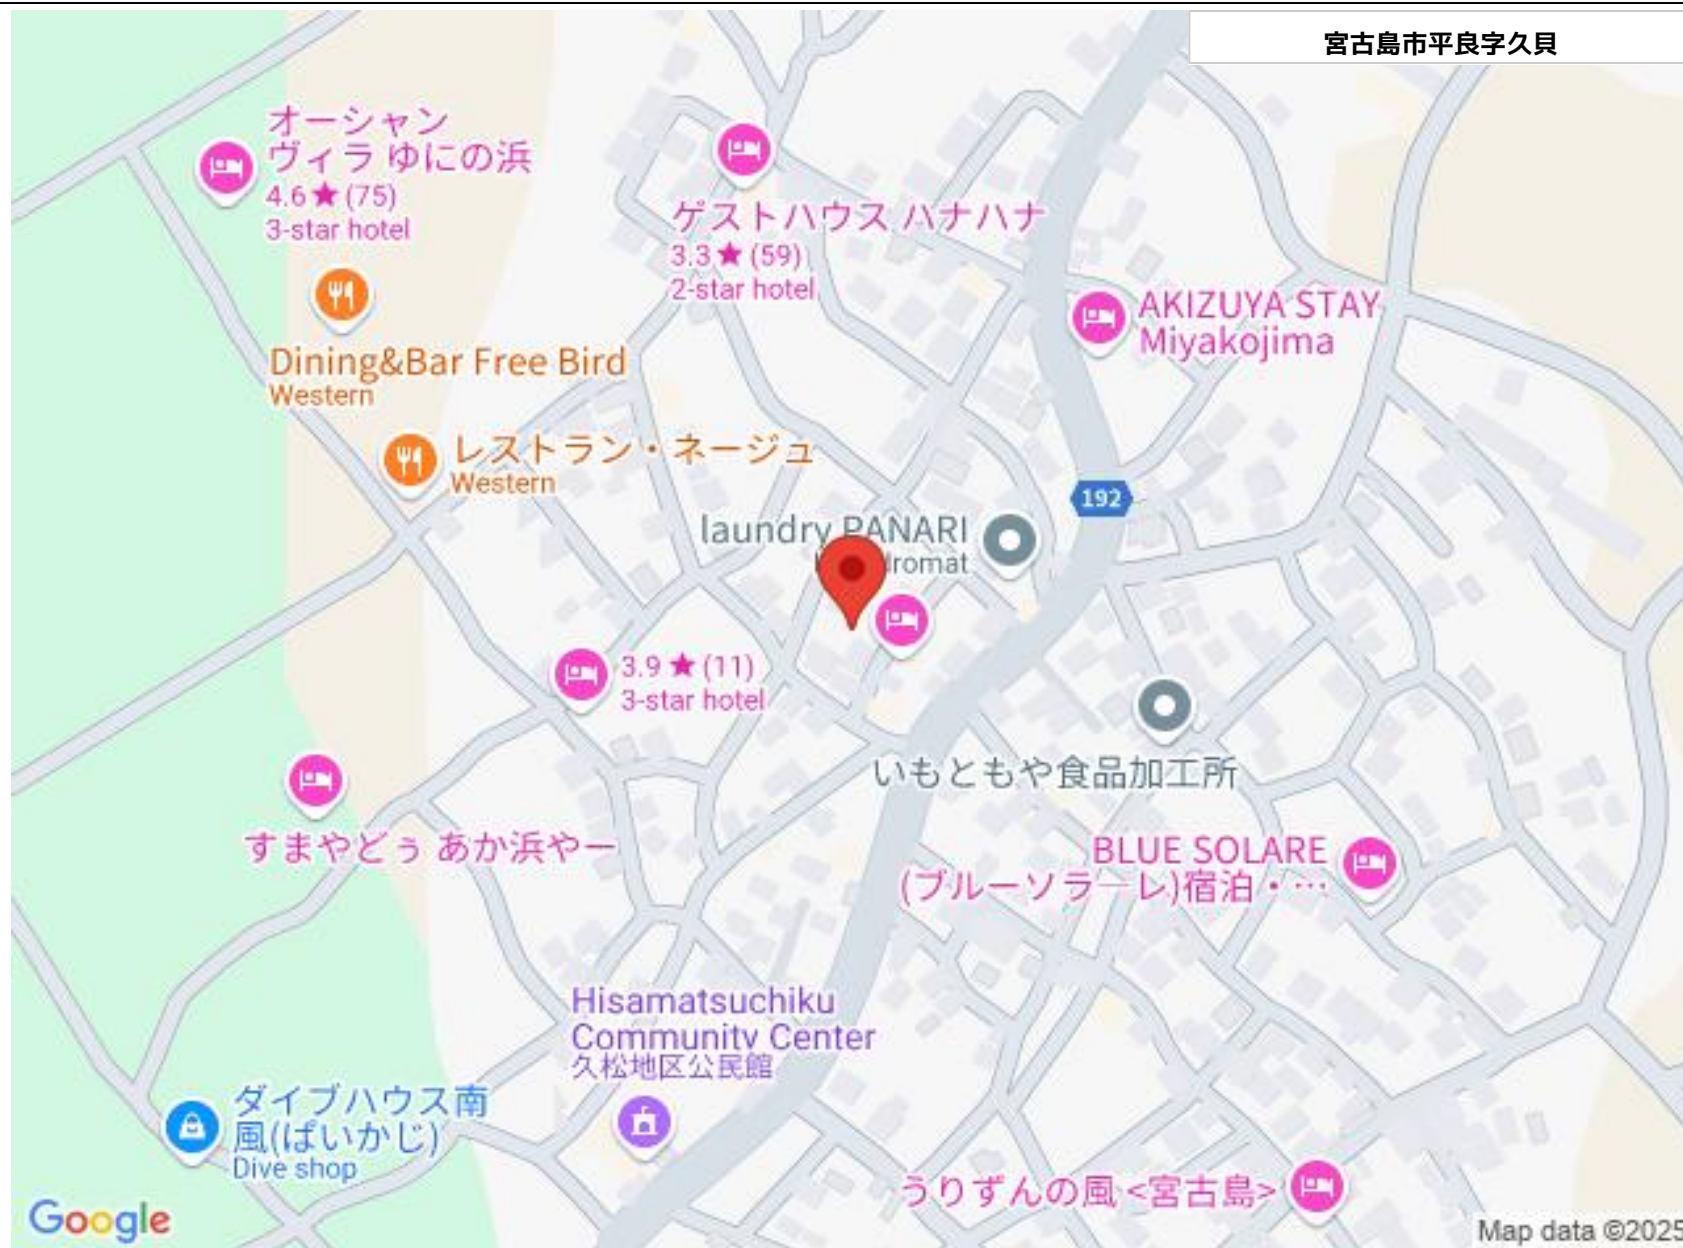 宮古島市平良字久貝
オーシャン
ヴィラ ゆにの浜
4.6★(75)
3-star hotel
ゲストハウス ハナハナ
3.3★(59)
2-star hotel
AKIZUYA STAY
Miyakojima
Dining&Bar Free Bird
Western
レストラン・ネージュ
Western
192
laundry PANARI
dromat
3.9★(11)
3-star hotel
いもともや食品加工所
すまやどぅ あか浜やー
BLUE SOLARE
(ブルーソラーレ)宿泊・…
Hisamatsuchiku
Community Center
久松地区公民館
ダイブハウス南
風(ぱいかじ)
Dive shop
うりずんの風 <宮古島>
Google
Map data ©2025